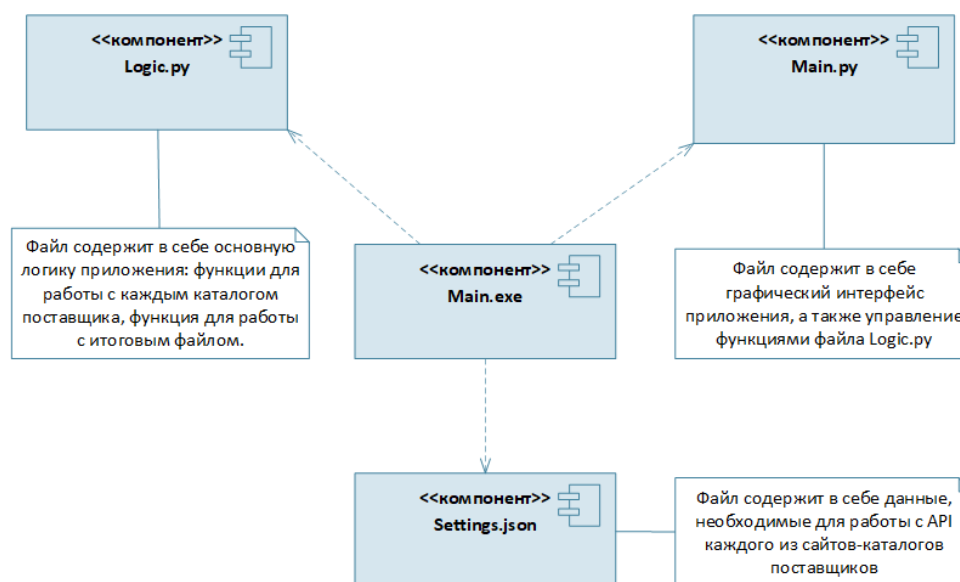 <<компонент>>
Logic.py
<<компонент>>
Main.py
Файл содержит в себе основную
логику приложения: функции для
работы с каждым каталогом
поставщика, функция для работы
с итоговым файлом.
<<компонент>>
Main.exe
Файл содержит в себе
графический интерфейс
приложения, а также управление
функциями файла Logic.py
<<компонент>>
Settings.json
Файл содержит в себе данные,
необходимые для работы с API
каждого из сайтов-каталогов
поставщиков